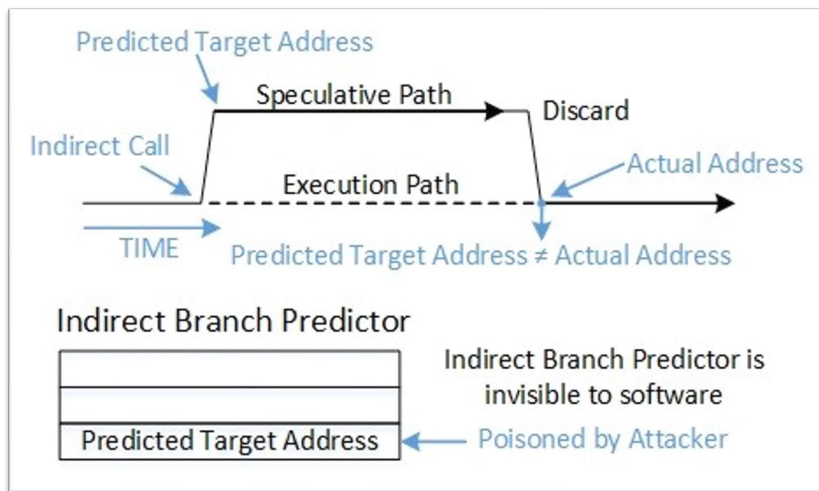 Predicted Target Address
Speculative Path
Discard
Indirect Call
Execution Path
Actual Address
TIME
Predicted Target Address ≠ Actual Address
Indirect Branch Predictor
Indirect Branch Predictor is
invisible to software
Predicted Target Address
Poisoned by Attacker